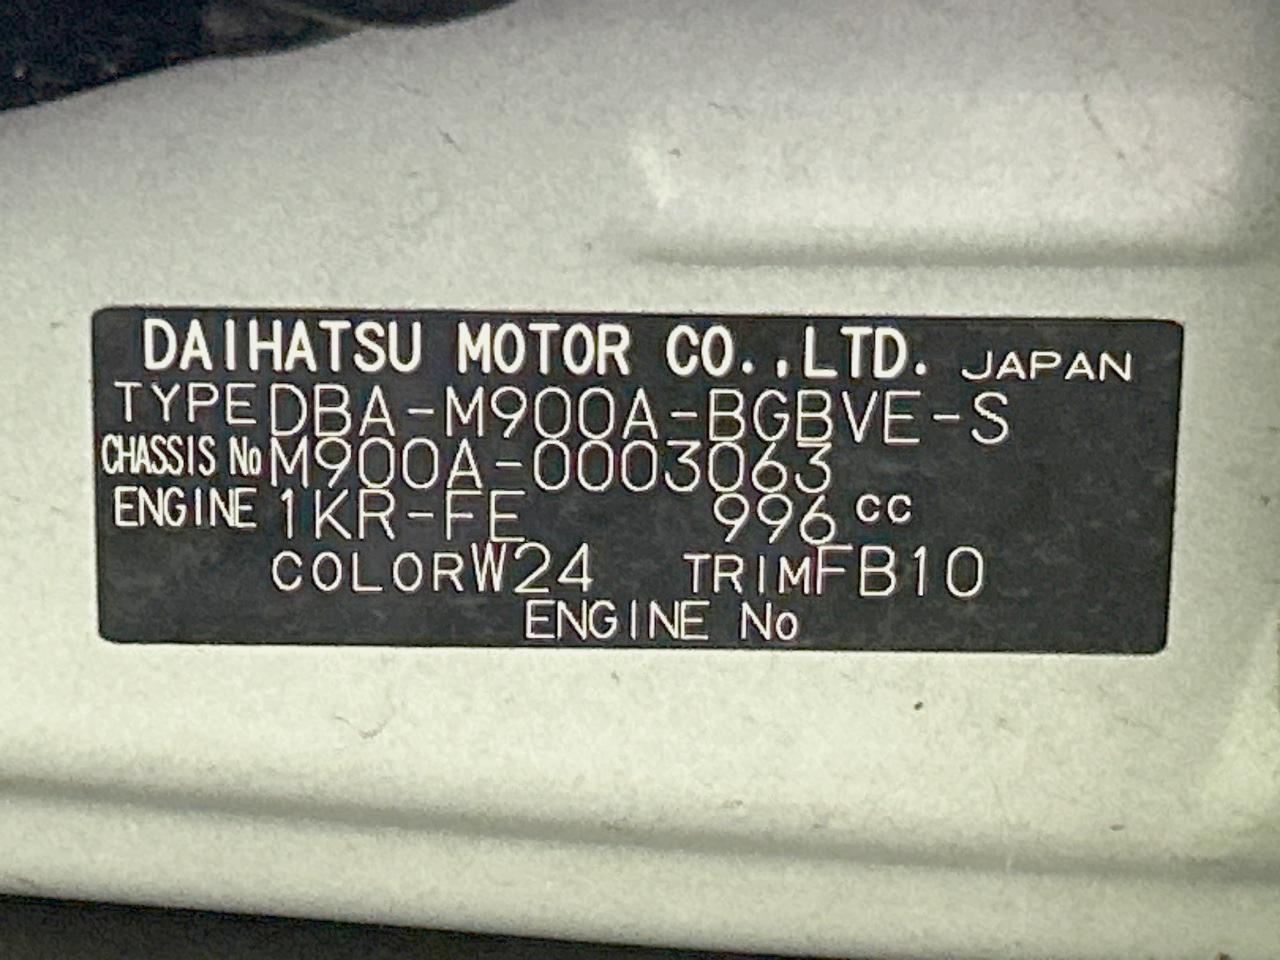 DAIHATSU MOTOR CO.,LTD. JAPAN
TYPE DBA-M900A-BGBVE-S
CHASSIS No M900A-0003063
ENGINE 1KR-FE 996 cc
COLOR W24 TRIM FB10
ENGINE No